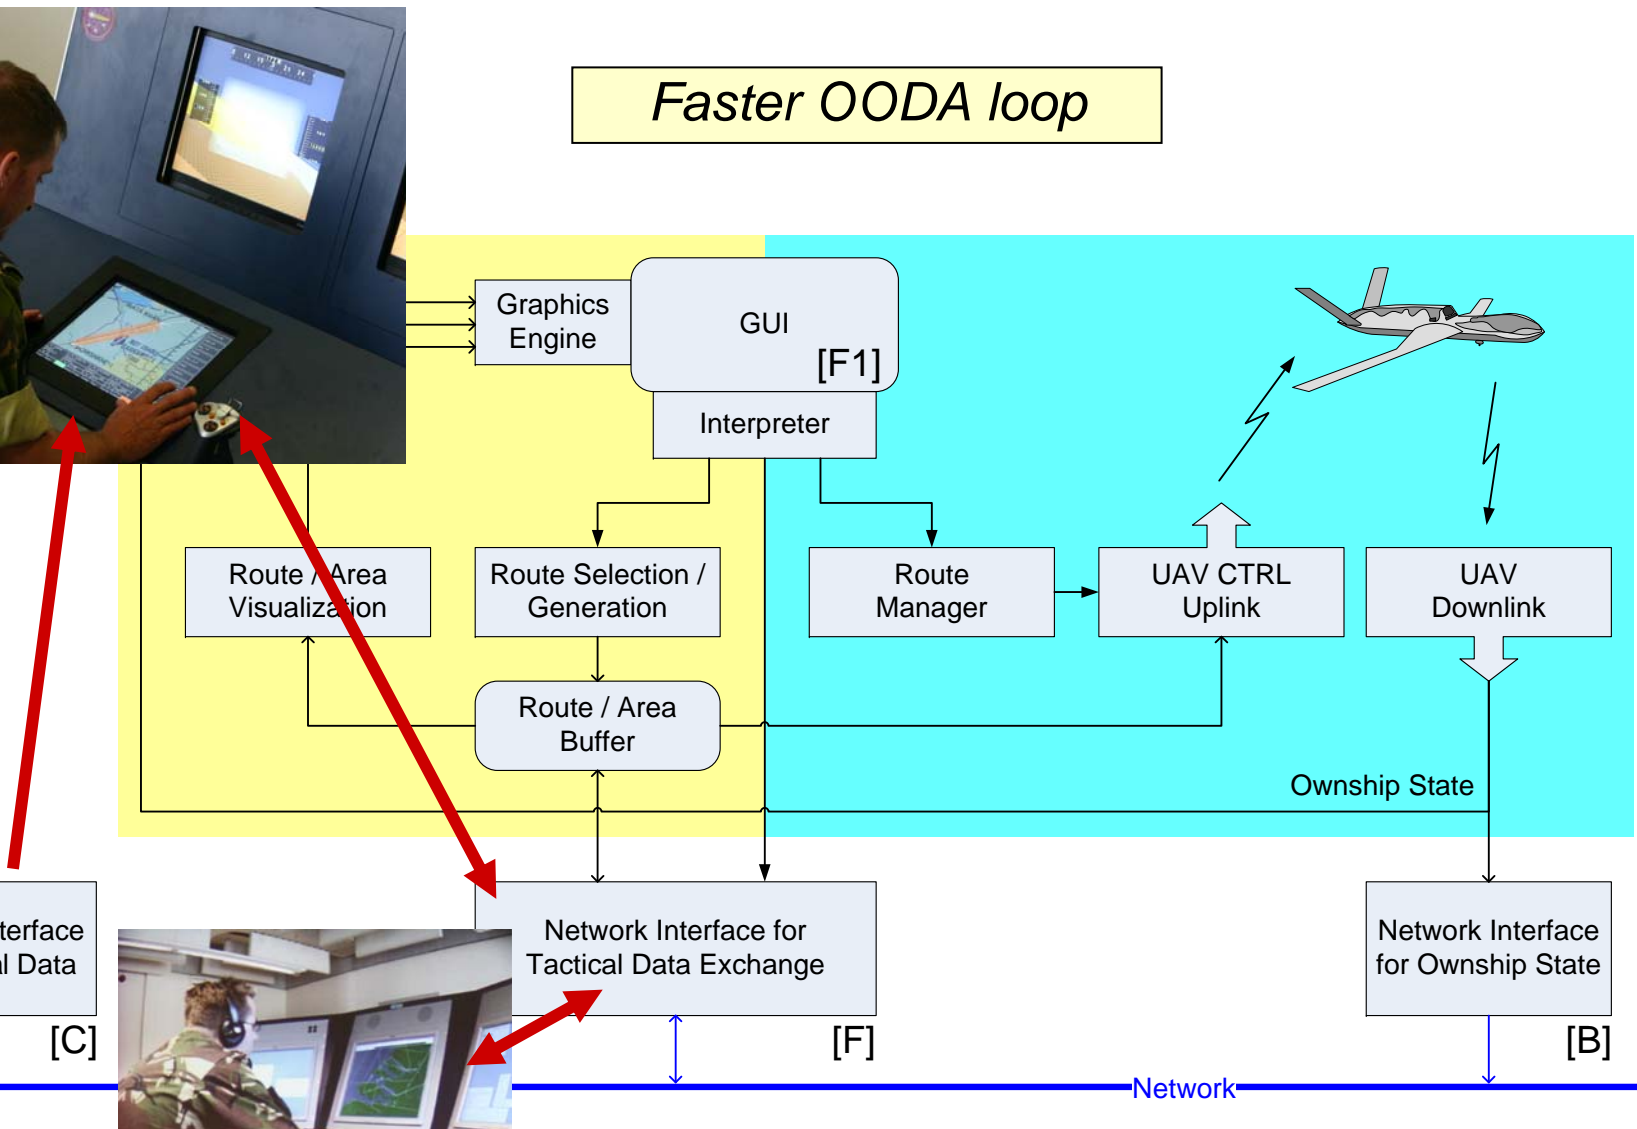 Faster OODA loop
Graphics
Engine
GUI
[F1]
Interpreter
Route / Area
Visualization
Route Selection /
Generation
Route
Manager
UAV CTRL
Uplink
UAV
Downlink
Route / Area
Buffer
Ownship State
terface
al Data
Network Interface for
Tactical Data Exchange
Network Interface
for Ownship State
[C]
[F]
[B]
Network